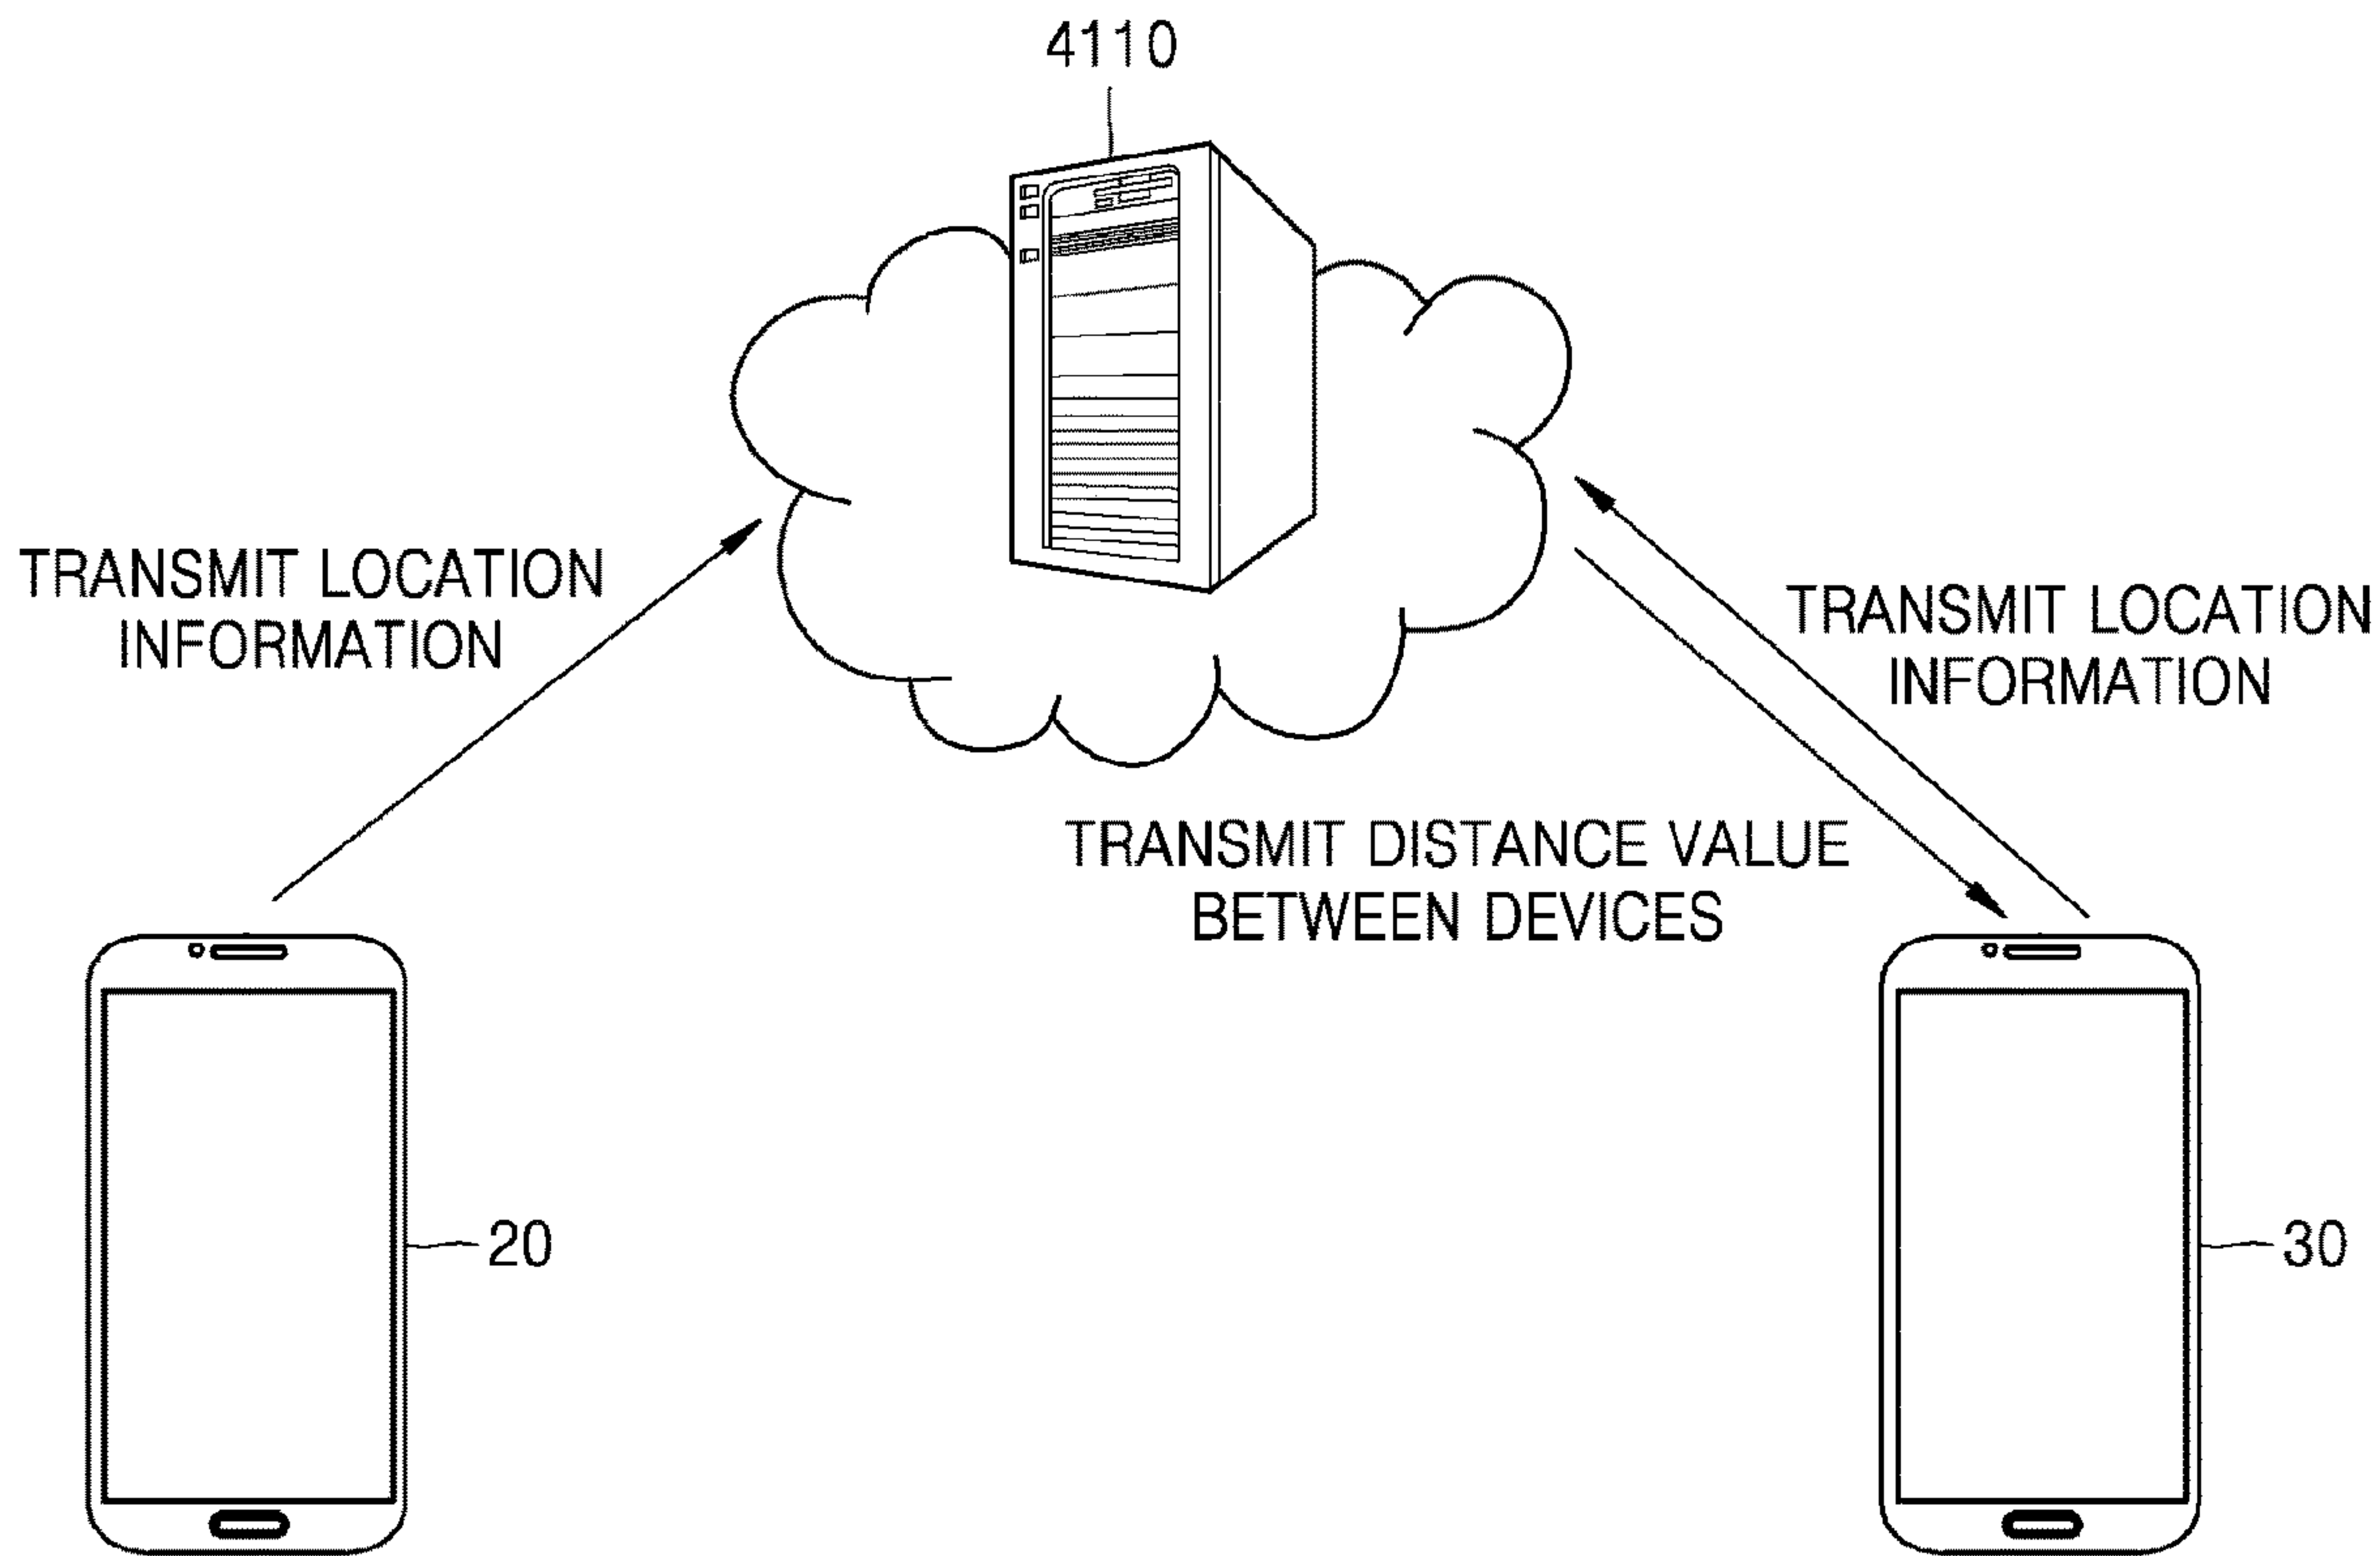 4110
TRANSMIT LOCATION
INFORMATION
TRANSMIT LOCATION
INFORMATION
TRANSMIT DISTANCE VALUE
BETWEEN DEVICES
20
30